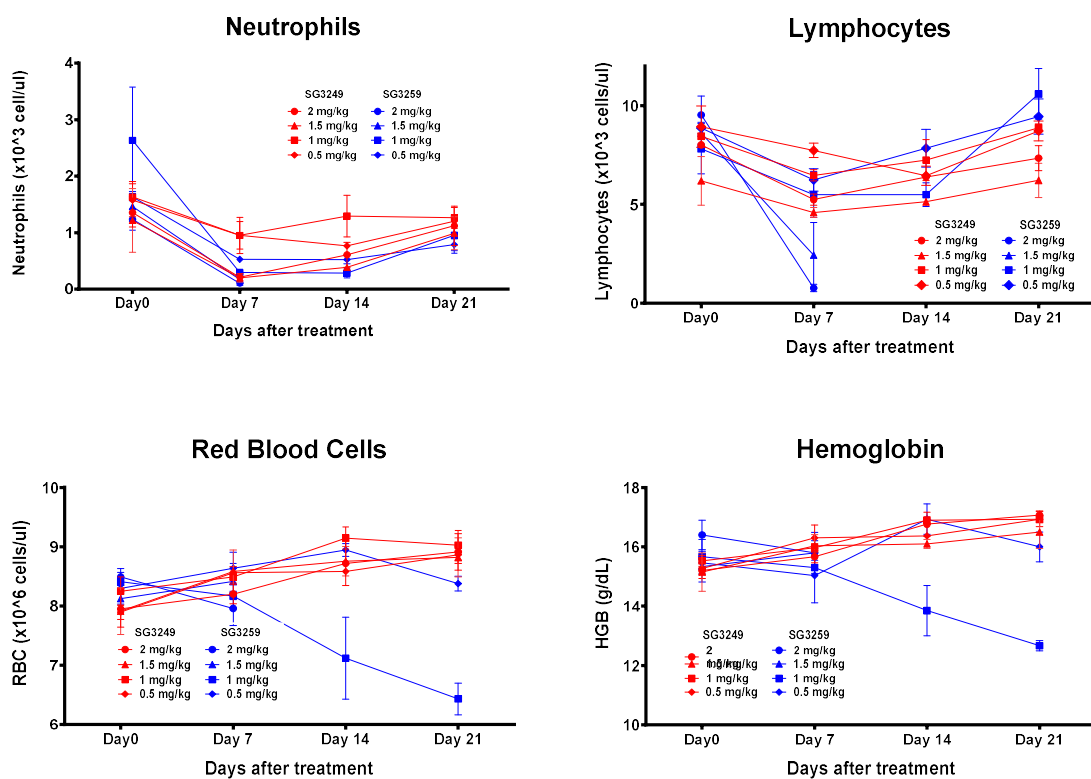 Neutrophils
Neutrophils (x10^3 cell/ul)
4
3
2
1
0
SG3249 SG3259
2 mg/kg 2 mg/kg
1.5 mg/kg 1.5 mg/kg
1 mg/kg 1 mg/kg
0.5 mg/kg 0.5 mg/kg
Day0 Day 7 Day 14 Day 21
Days after treatment
Lymphocytes
Lymphocytes (x10^3 cells/ul)
10
5
0
SG3249 SG3259
2 mg/kg 2 mg/kg
1.5 mg/kg 1.5 mg/kg
1 mg/kg 1 mg/kg
0.5 mg/kg 0.5 mg/kg
Day0 Day 7 Day 14 Day 21
Days after treatment
Red Blood Cells
RBC (x10^6 cells/ul)
10
9
8
7
6
SG3249 SG3259
2 mg/kg 2 mg/kg
1.5 mg/kg 1.5 mg/kg
1 mg/kg 1 mg/kg
0.5 mg/kg 0.5 mg/kg
Day0 Day 7 Day 14 Day 21
Days after treatment
Hemoglobin
HGB (g/dL)
18
16
14
12
10
SG3249 SG3259
2 2 mg/kg
1.5 mg/kg
1 mg/kg 1 mg/kg
0.5 mg/kg 0.5 mg/kg
Day0 Day 7 Day 14 Day 21
Days after treatment